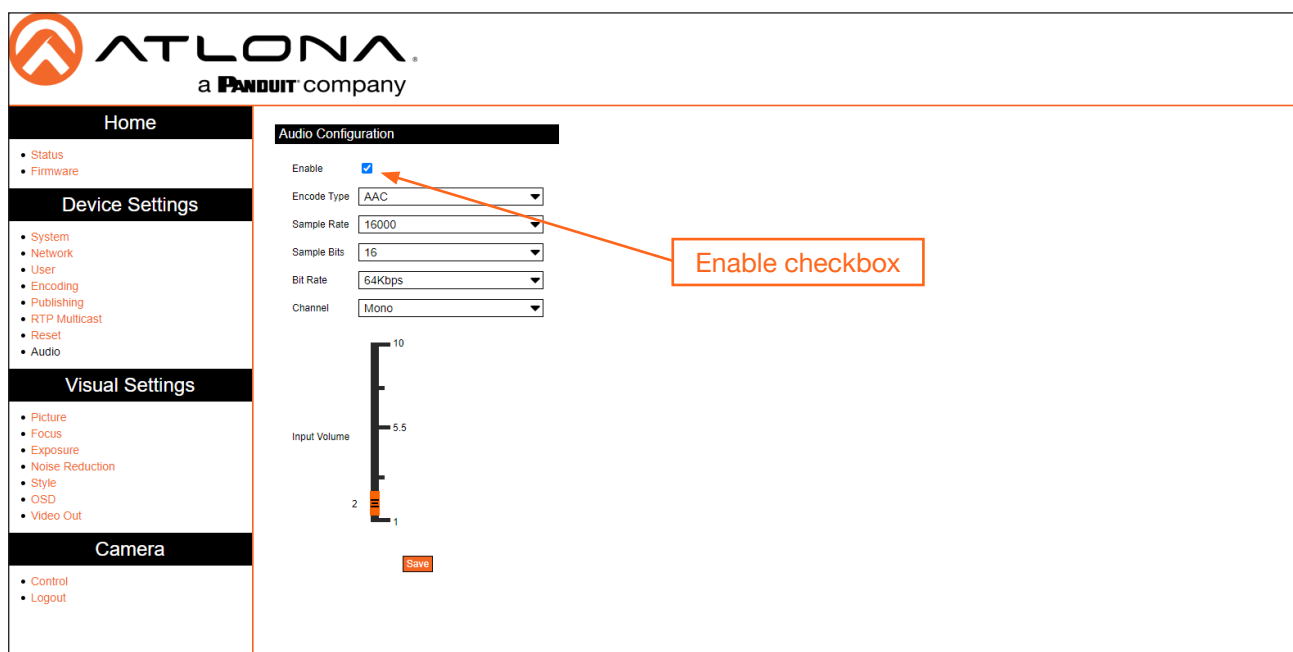 ATLONA®
a PANDUIT™ company
Home
• Status
• Firmware
Device Settings
• System
• Network
• User
• Encoding
• Publishing
• RTP Multicast
• Reset
• Audio
Visual Settings
• Picture
• Focus
• Exposure
• Noise Reduction
• Style
• OSD
• Video Out
Camera
• Control
• Logout
Audio Configuration
Enable
Encode Type AAC
Sample Rate 16000
Sample Bits 16
Bit Rate 64Kbps
Channel Mono
10
Input Volume 5.5
2
1
Save
Enable checkbox